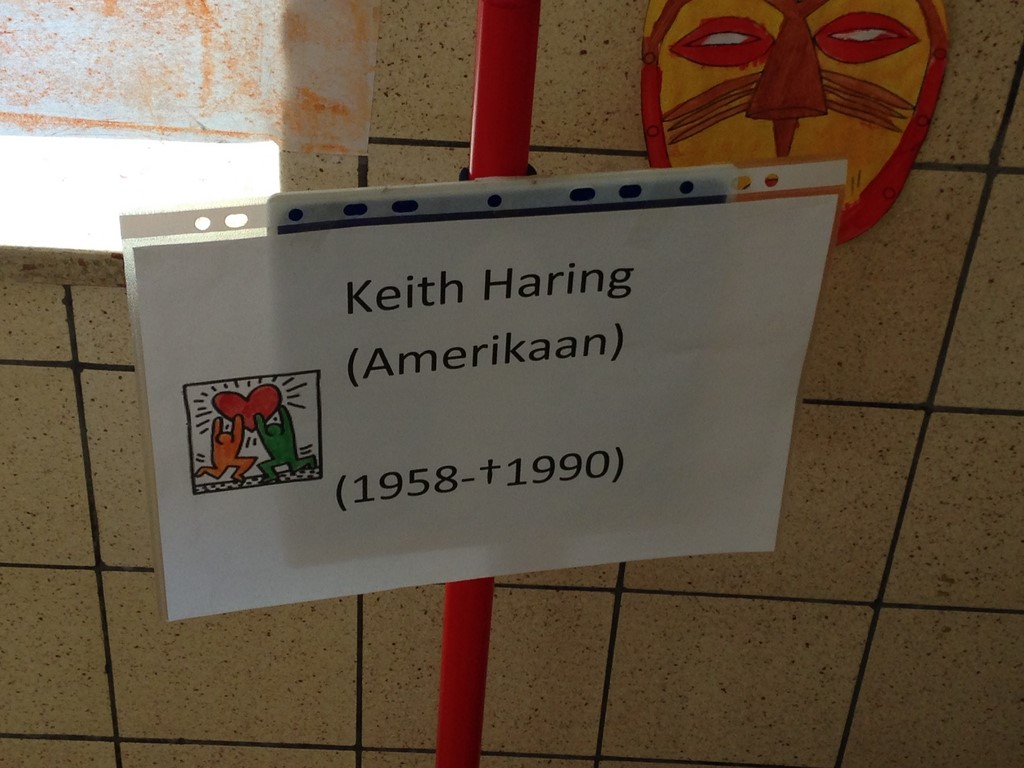 Keith Haring
(Amerikaan)
(1958-†1990)